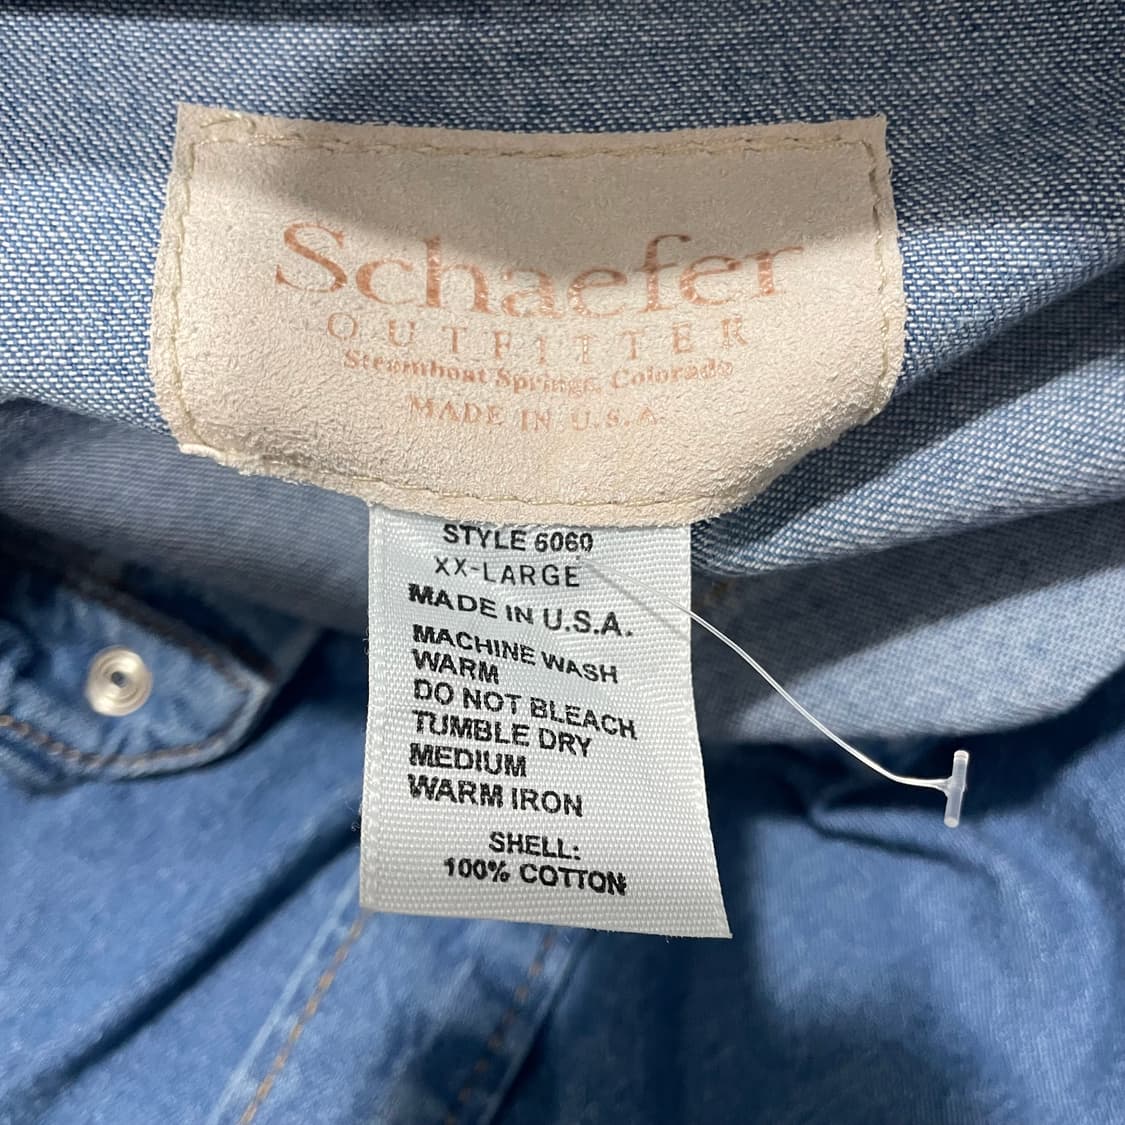 Schaefer
OUTFITTER
Steamboat Springs, Colorado
MADE IN U.S.A.
STYLE 6060
XX-LARGE
MADE IN U.S.A.
MACHINE WASH
WARM
DO NOT BLEACH
TUMBLE DRY
MEDIUM
WARM IRON
SHELL:
100% COTTON